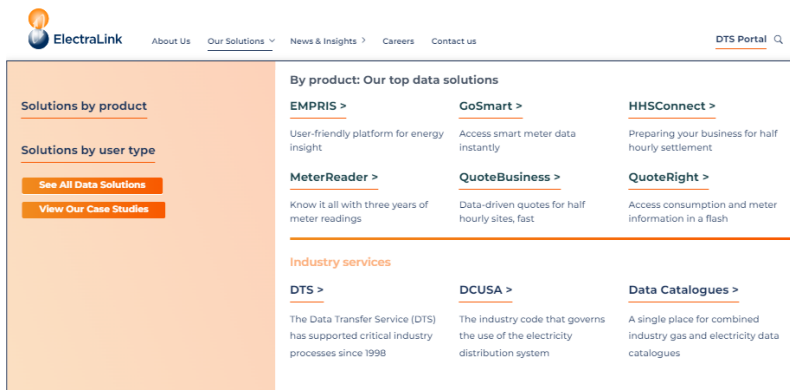 ElectraLink
About Us Our Solutions News & Insights Careers Contact us
DTS Portal
Solutions by product
Solutions by user type
See All Data Solutions
View Our Case Studies
By product: Our top data solutions
EMPRIS >
User-friendly platform for energy
insight
GoSmart >
Access smart meter data
instantly
HHSConnect >
Preparing your business for half
hourly settlement
MeterReader >
Know it all with three years of
meter readings
QuoteBusiness >
Data-driven quotes for half
hourly sites, fast
QuoteRight >
Access consumption and meter
information in a flash
Industry services
DTS >
The Data Transfer Service (DTS)
has supported critical industry
processes since 1998
DCUSA >
The industry code that governs
the use of the electricity
distribution system
Data Catalogues >
A single place for combined
industry gas and electricity data
catalogues